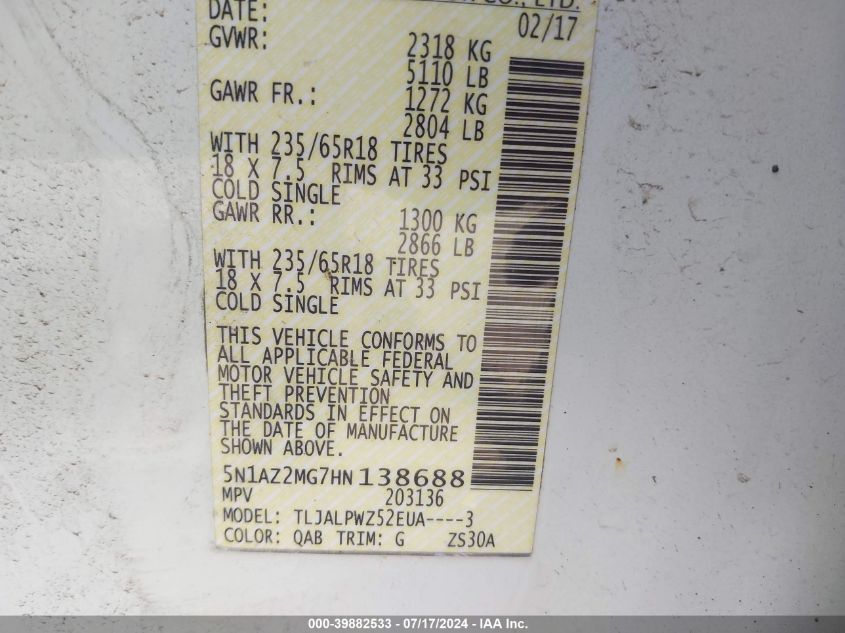 CO., LTD.
DATE: 02/17
GVWR: 2318 KG
5110 LB
GAWR FR.: 1272 KG
2804 LB
WITH 235/65R18 TIRES
18 X 7.5 RIMS AT 33 PSI
COLD SINGLE
GAWR RR.: 1300 KG
2866 LB
WITH 235/65R18 TIRES
18 X 7.5 RIMS AT 33 PSI
COLD SINGLE
THIS VEHICLE CONFORMS TO
ALL APPLICABLE FEDERAL
MOTOR VEHICLE SAFETY AND
THEFT PREVENTION
STANDARDS IN EFFECT ON
THE DATE OF MANUFACTURE
SHOWN ABOVE.
5N1AZ2MG7HN138688
MPV 203136
MODEL: TLJALPWZ52EUA----3
COLOR: QAB TRIM: G ZS30A
000-39882533 - 07/17/2024 - IAA Inc.